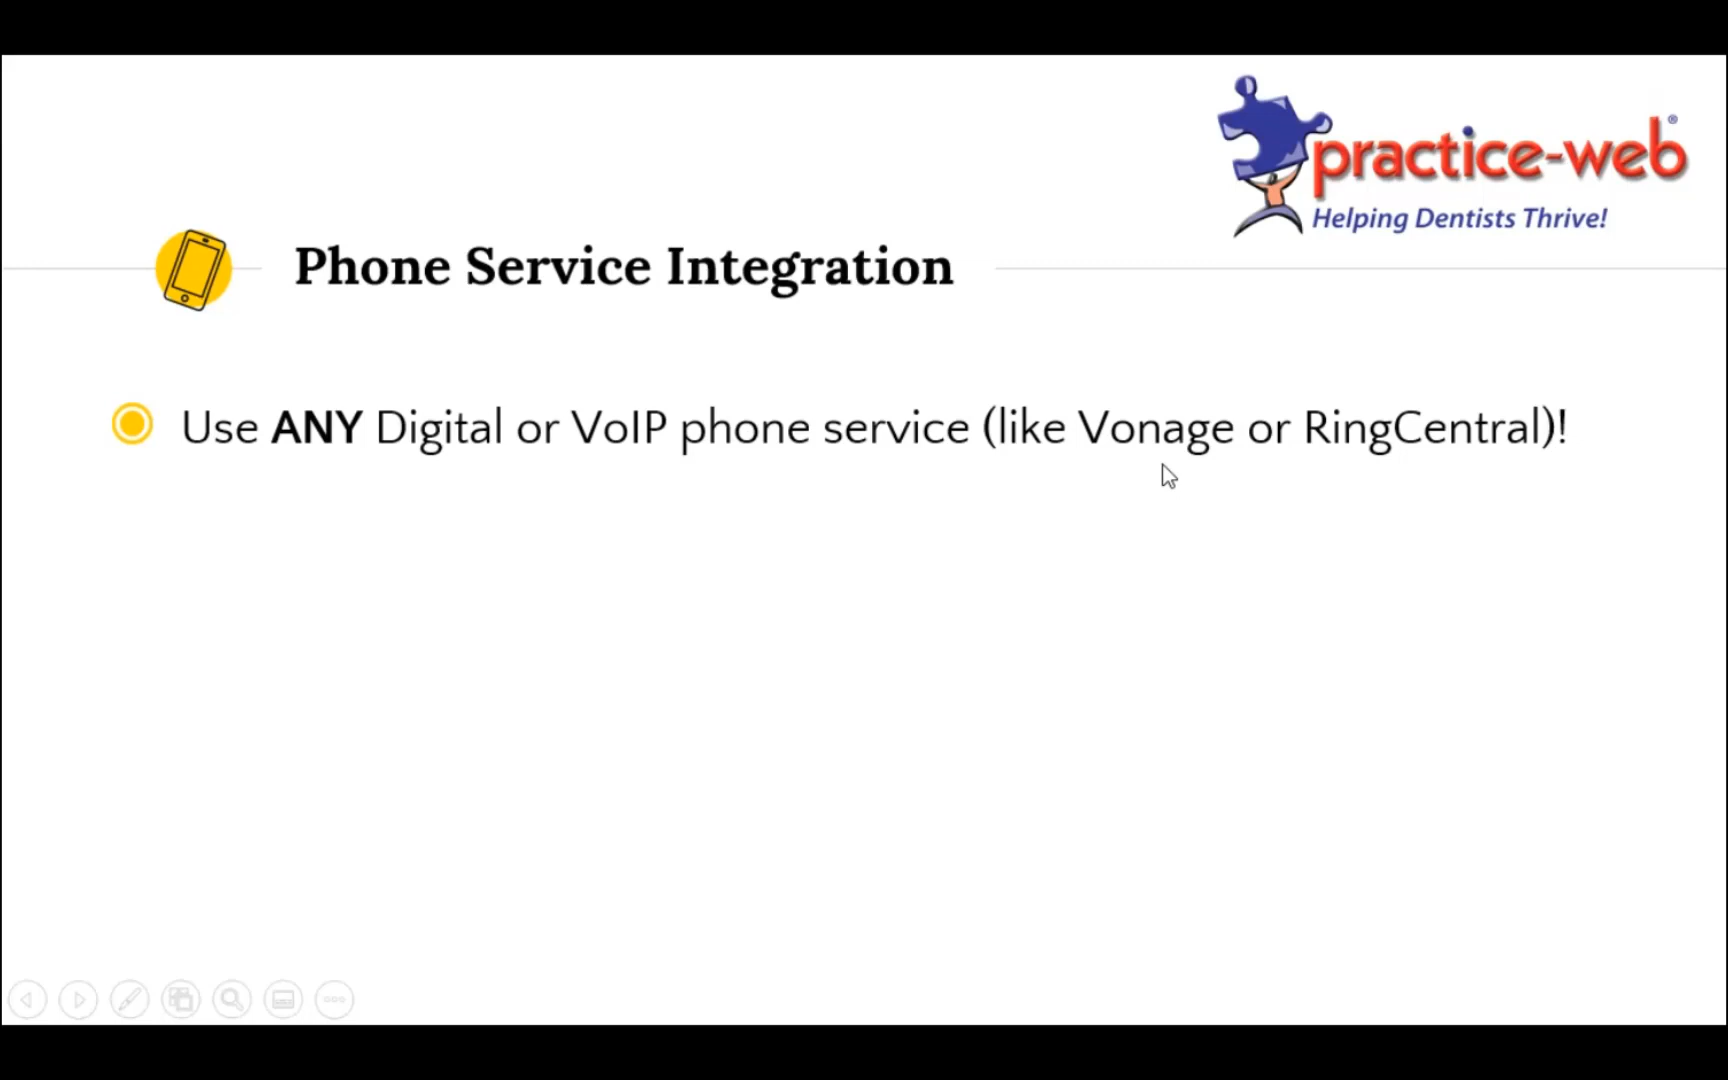 practice-web®
Helping Dentists Thrive!
Phone Service Integration
Use ANY Digital or VoIP phone service (like Vonage or RingCentral)!